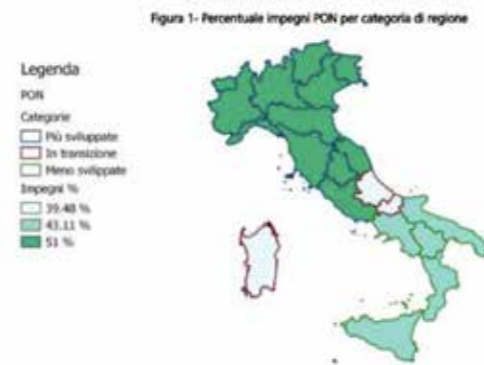 Figura 1- Percentuale impegni PON per categoria di regione
Legenda
PON
Categorie
Più sviluppate
In transizione
Meno svilippate
Impegni %
39.48 %
43.11 %
51 %